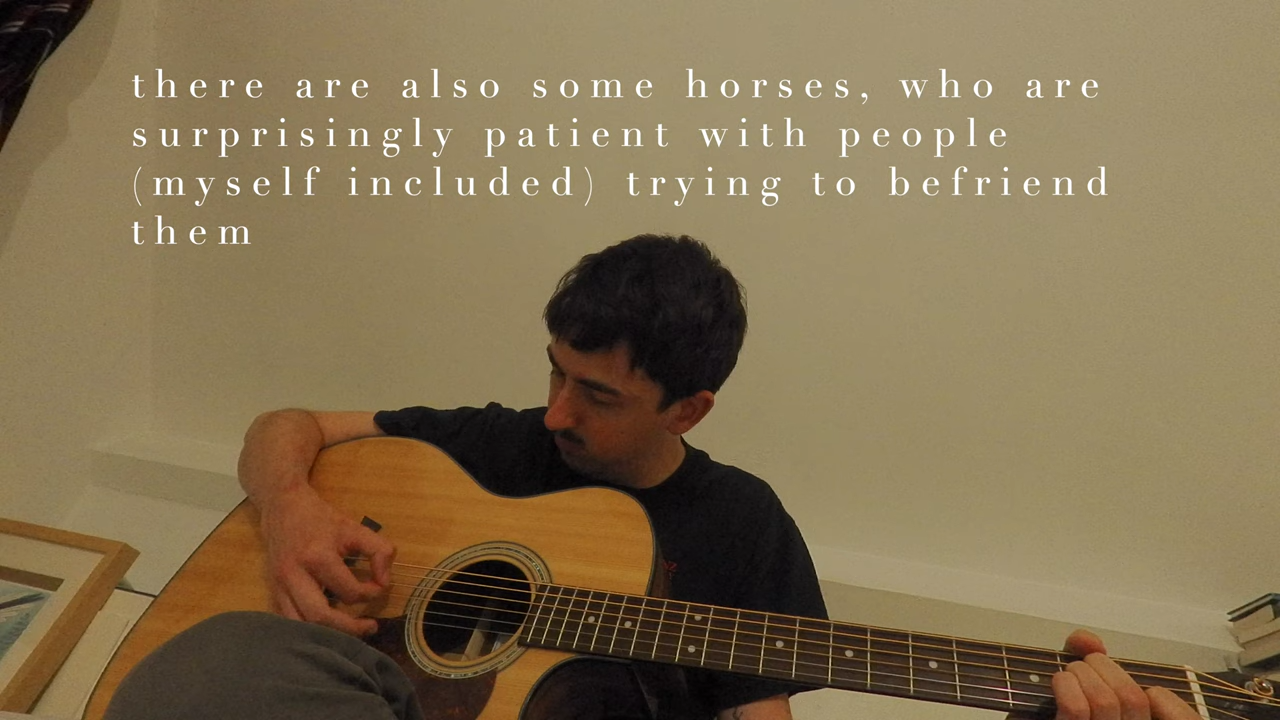 there are also some horses, who are
surprisingly patient with people
(myself included) trying to befriend
them